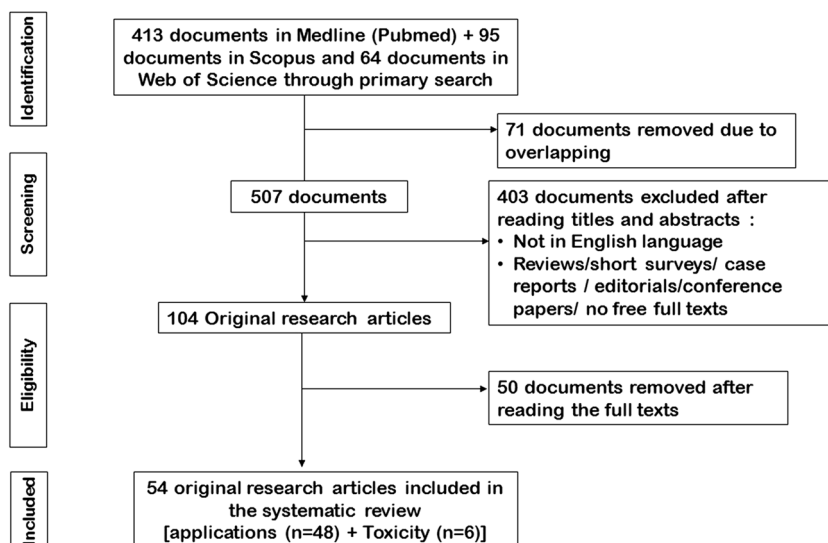 Identification
413 documents in Medline (Pubmed) + 95
documents in Scopus and 64 documents in
Web of Science through primary search
71 documents removed due to
overlapping
Screening
507 documents
403 documents excluded after
reading titles and abstracts :
• Not in English language
• Reviews/short surveys/ case
reports / editorials/conference
papers/ no free full texts
104 Original research articles
Eligibility
50 documents removed after
reading the full texts
Included
54 original research articles included in
the systematic review
[applications (n=48) + Toxicity (n=6)]